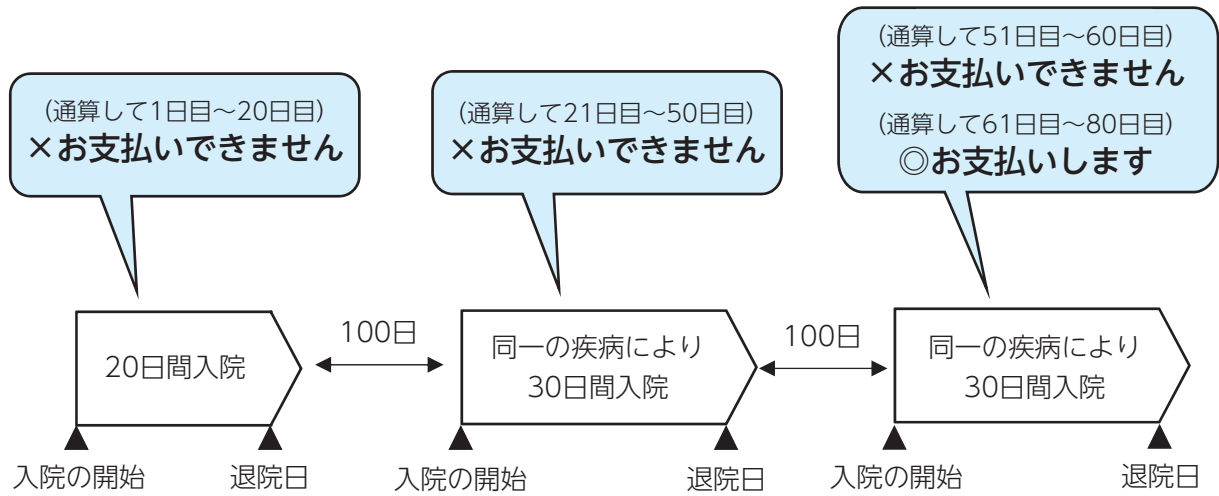 (通算して1日目~20日目)
×お支払いできません
(通算して21日目~50日目)
×お支払いできません
(通算して51日目~60日目)
×お支払いできません
(通算して61日目~80日目)
◎お支払いします
20日間入院
100日
同一の疾病により
30日間入院
100日
同一の疾病により
30日間入院
入院の開始
退院日
入院の開始
退院日
入院の開始
退院日